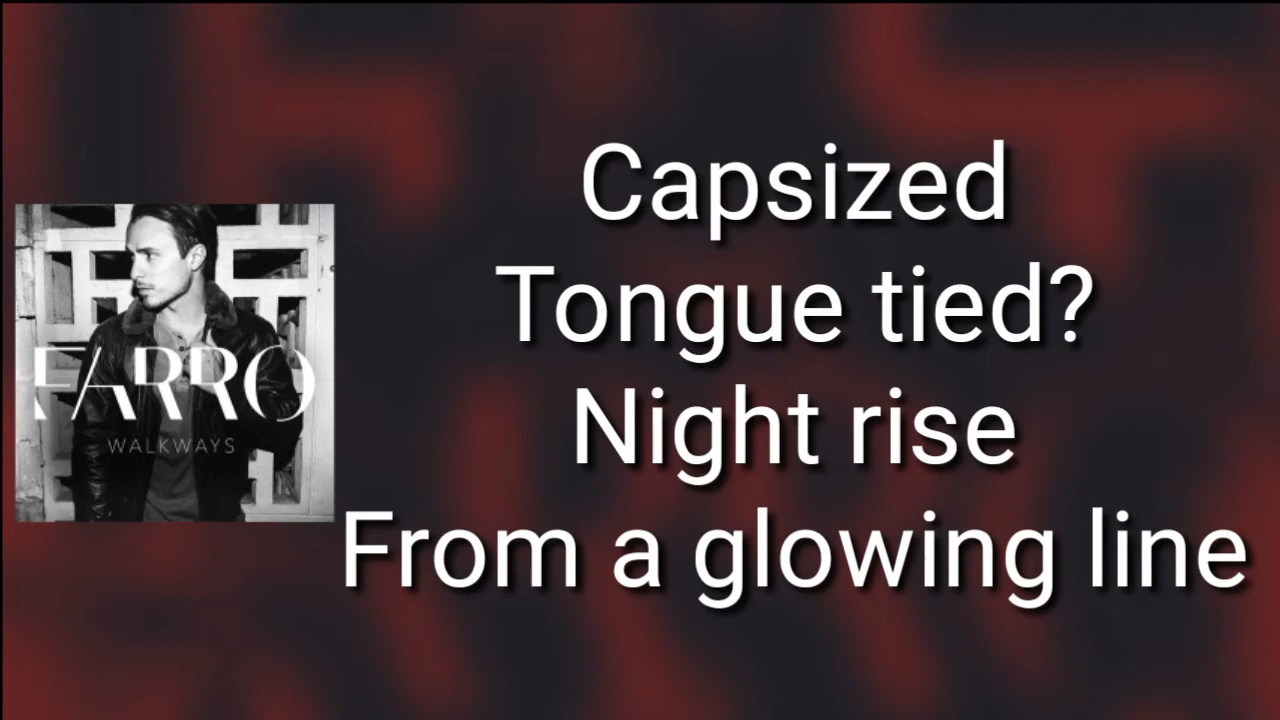 FARRO
WALKWAYS
Capsized
Tongue tied?
Night rise
From a glowing line